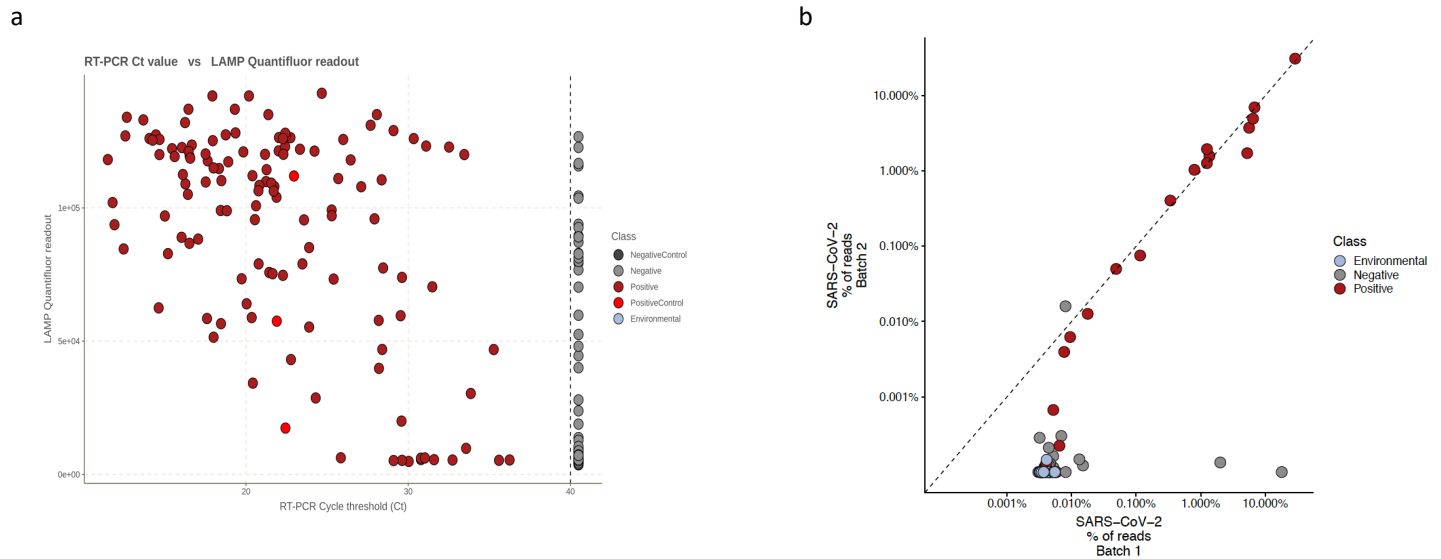 a
RT-PCR Ct value vs LAMP Quantifluor readout
LAMP Quantifluor readout
1e+05
5e+04
0e+00
20
30
40
RT-PCR Cycle threshold (Ct)
Class
NegativeControl
Negative
Positive
PositiveControl
Environmental
b
SARS−CoV−2
% of reads
Batch 2
10.000%
1.000%
0.100%
0.010%
0.001%
0.001%
0.010%
0.100%
1.000%
10.000%
SARS−CoV−2
% of reads
Batch 1
Class
Environmental
Negative
Positive